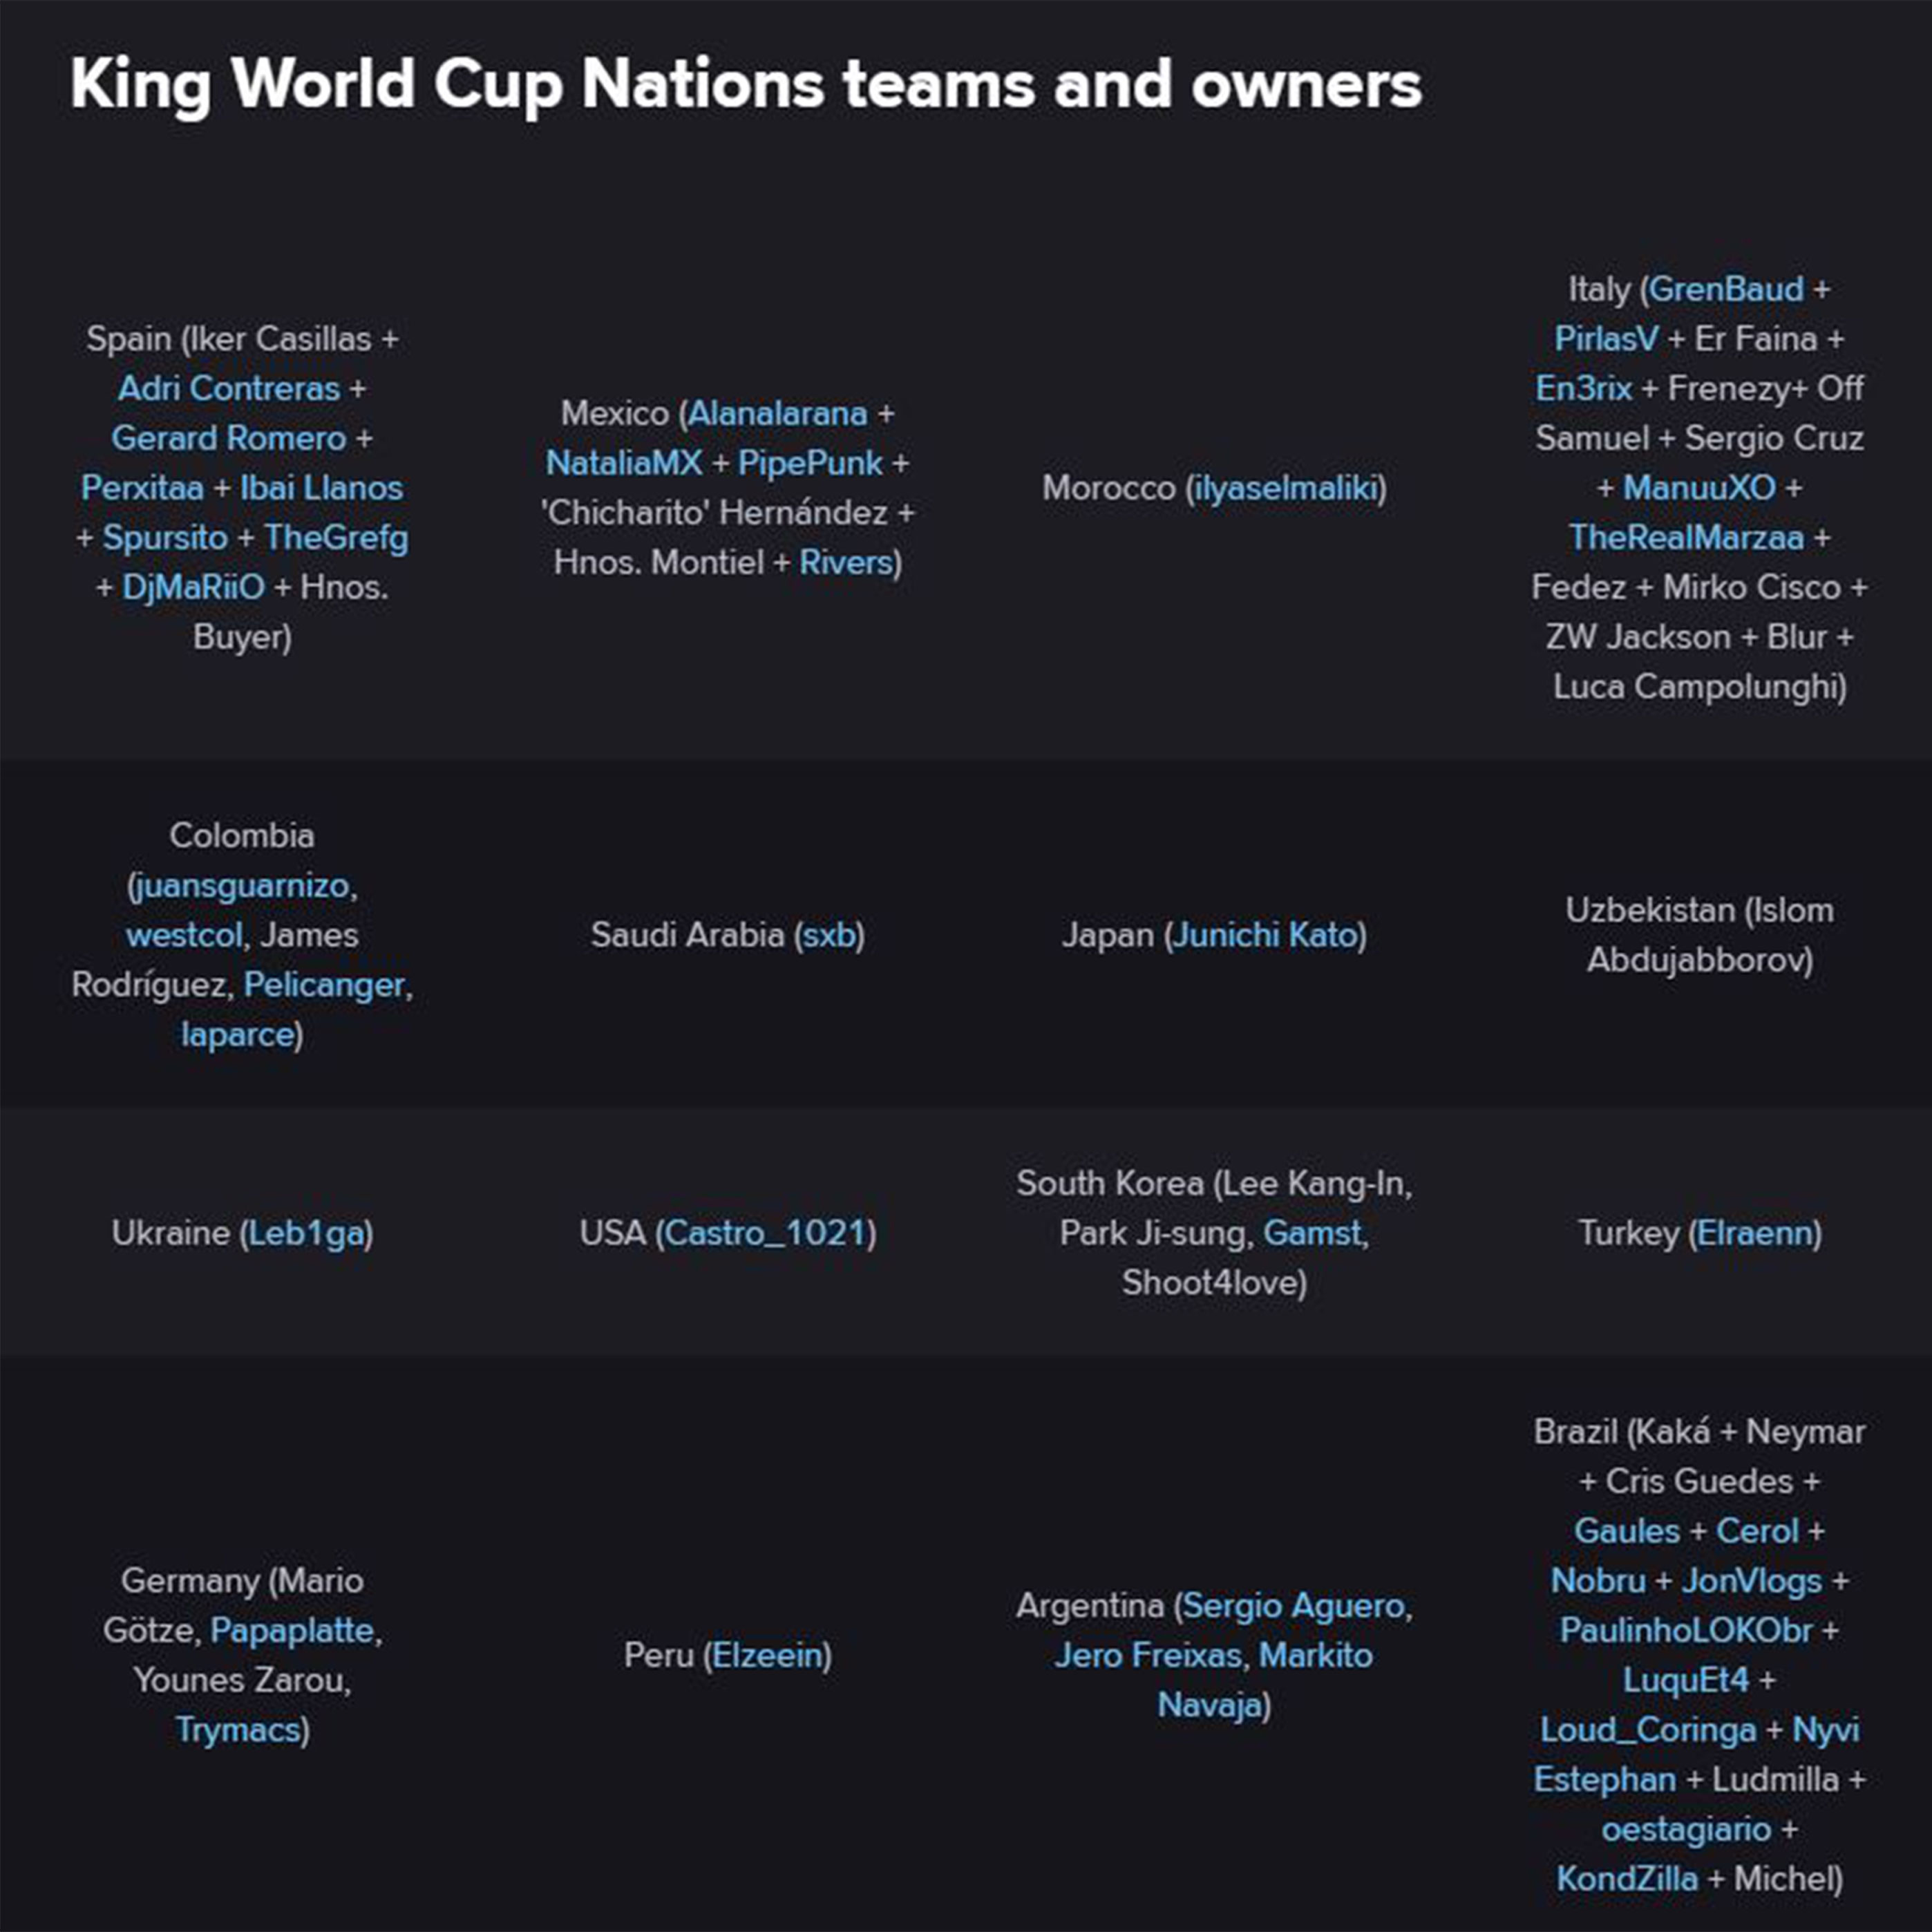 King World Cup Nations teams and owners
Spain (Iker Casillas +
Adri Contreras +
Gerard Romero +
Perxitaa + Ibai Llanos
+ Spursito + TheGrefg
+ DjMaRiiO + Hnos.
Buyer)
Mexico (Alanalarana +
NataliaMX + PipePunk +
'Chicharito' Hernández +
Hnos. Montiel + Rivers)
Morocco (ilyaselmaliki)
Italy (GrenBaud +
PirlasV + Er Faina +
En3rix + Frenezy+ Off
Samuel + Sergio Cruz
+ ManuuXO +
TheRealMarzaa +
Fedez + Mirko Cisco +
ZW Jackson + Blur +
Luca Campolunghi)
Colombia
(juansguarnizo,
westcol, James
Rodríguez, Pelicanger,
laparce)
Saudi Arabia (sxb)
Japan (Junichi Kato)
Uzbekistan (Islom
Abdujabborov)
Ukraine (Leb1ga)
USA (Castro_1021)
South Korea (Lee Kang-In,
Park Ji-sung, Gamst,
Shoot4love)
Turkey (Elraenn)
Germany (Mario
Götze, Papaplatte,
Younes Zarou,
Trymacs)
Peru (Elzeein)
Argentina (Sergio Aguero,
Jero Freixas, Markito
Navaja)
Brazil (Kaká + Neymar
+ Cris Guedes +
Gaules + Cerol +
Nobru + JonVlogs +
PaulinhoLOKObr +
LuquEt4 +
Loud_Coringa + Nyvi
Estephan + Ludmilla +
oestagiario +
KondZilla + Michel)